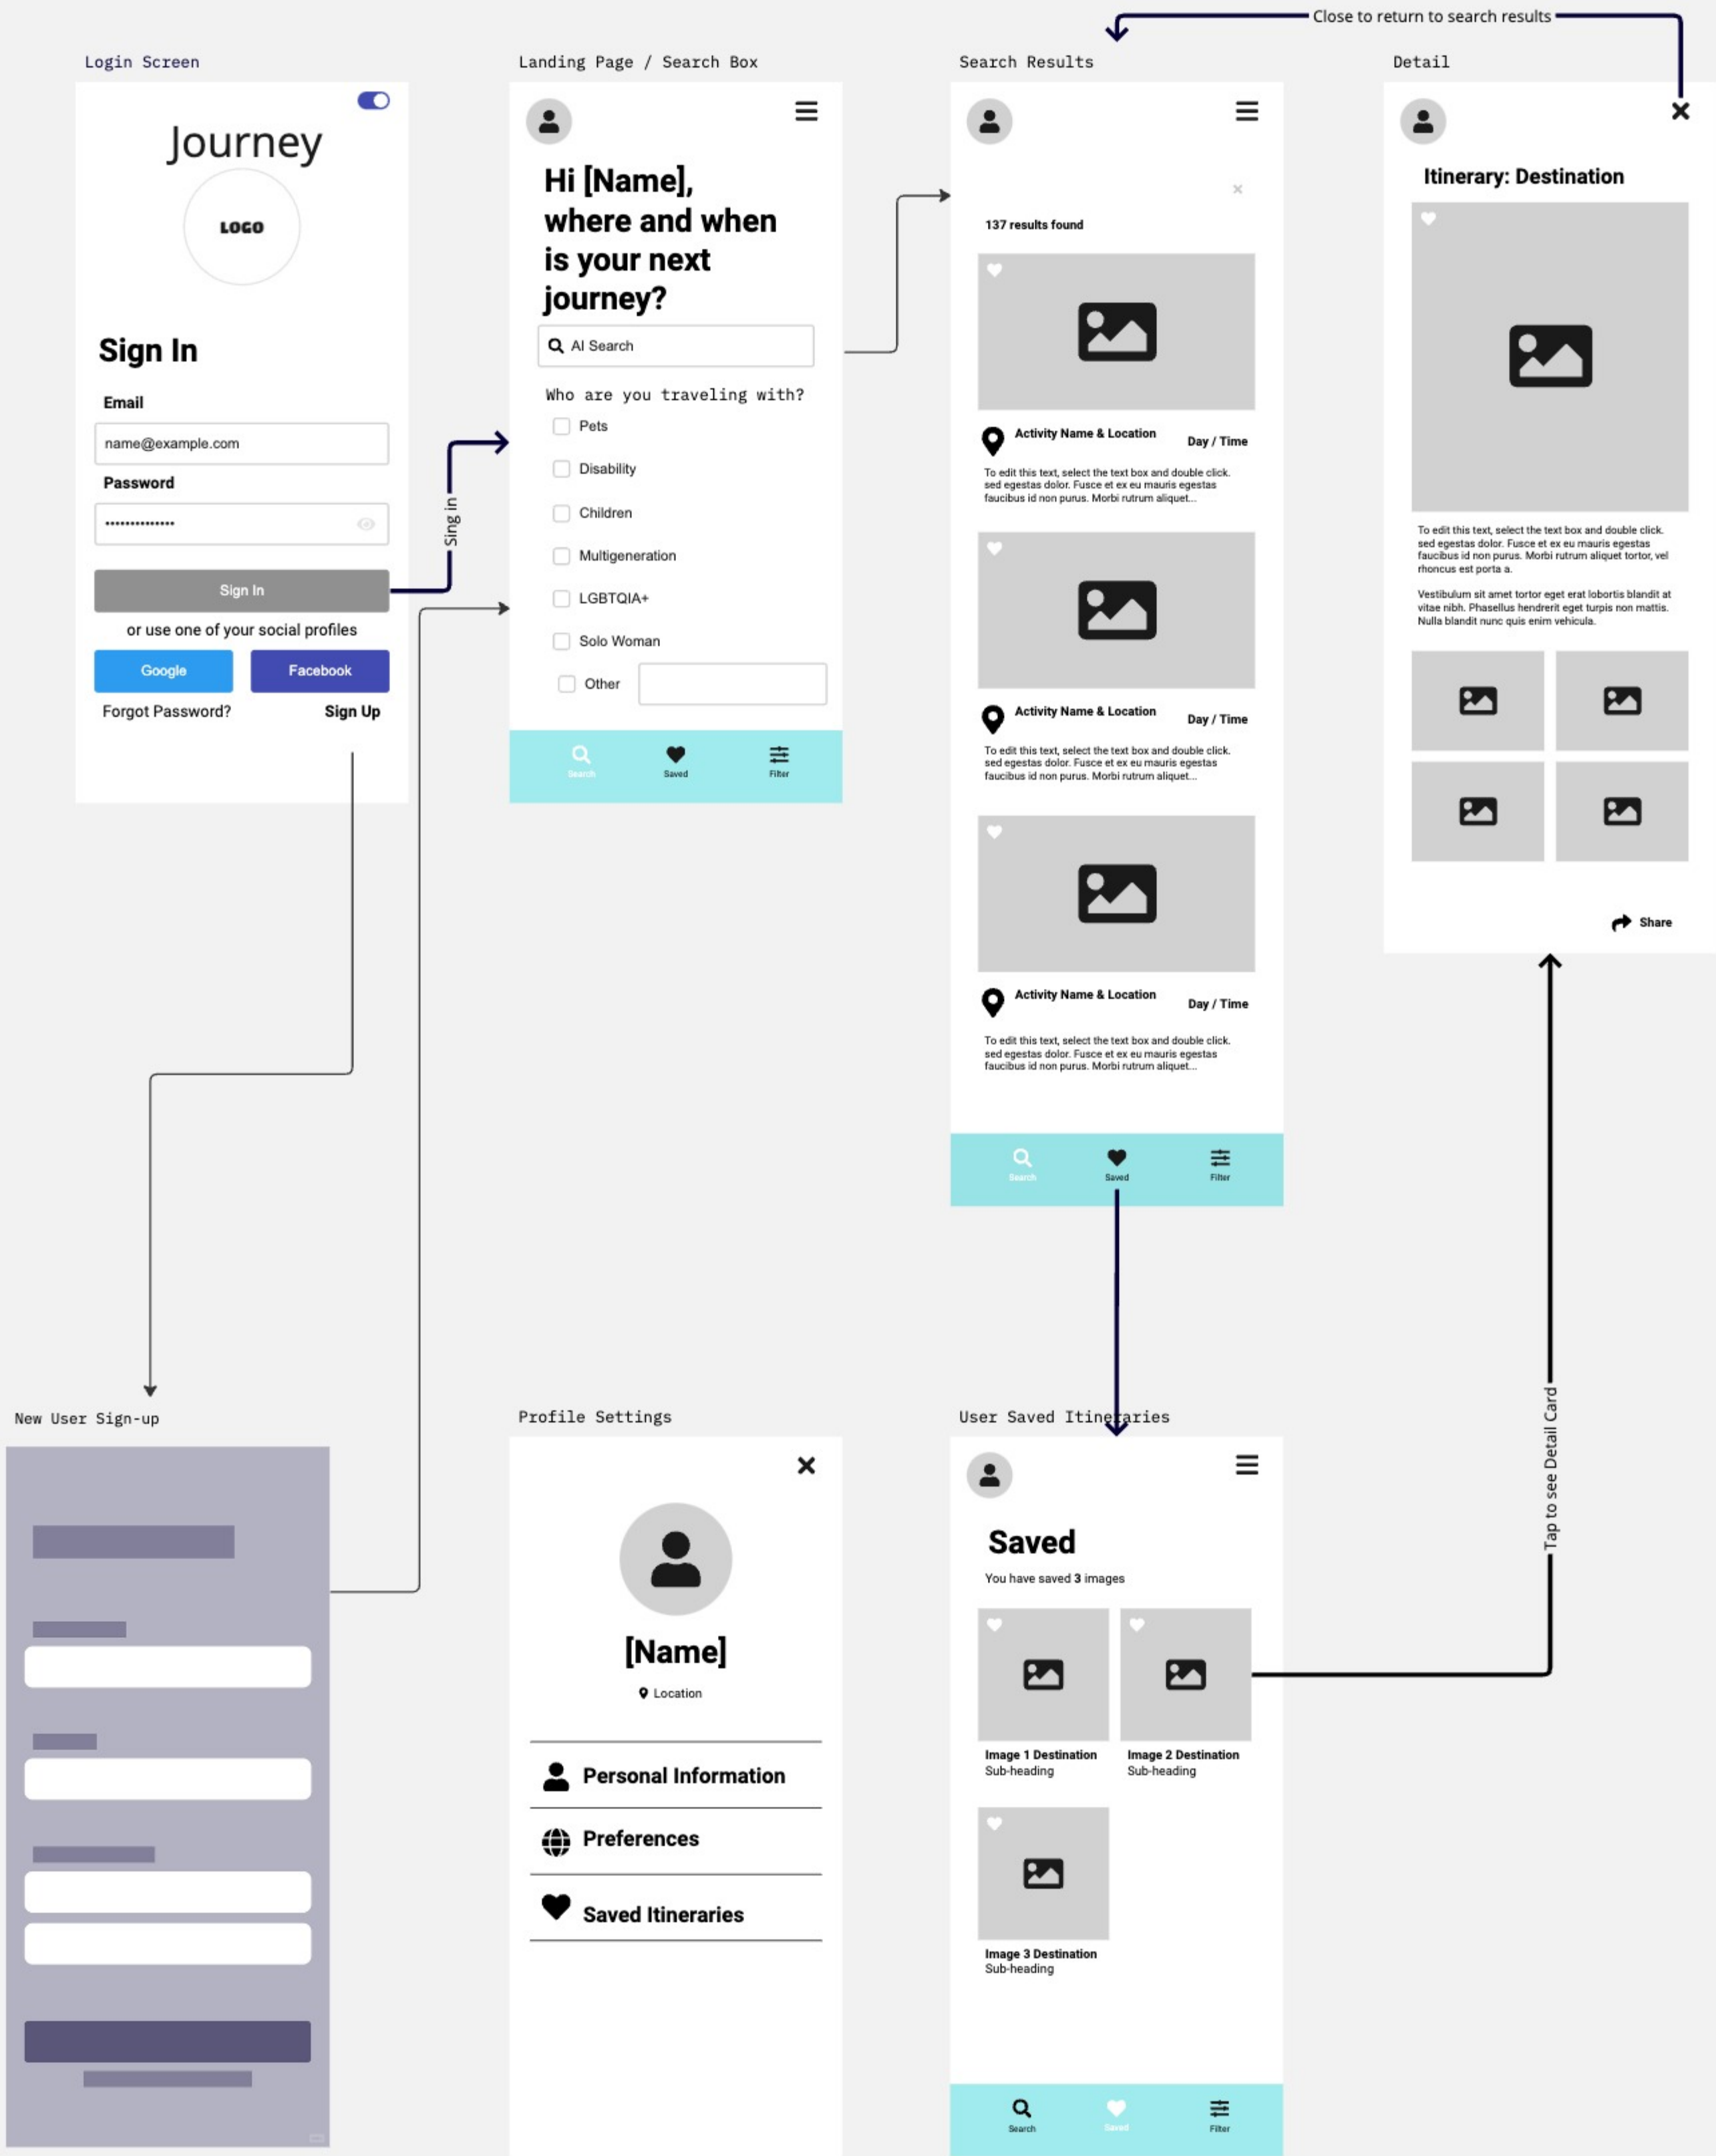 Close to return to search results
Login Screen
Journey
LOGO
Sign In
Email
name@example.com
Password
Sign In
or use one of your social profiles
Google
Facebook
Forgot Password?
Sign Up
Sing in
Landing Page / Search Box
Hi [Name],
where and when
is your next
journey?
AI Search
Who are you traveling with?
Pets
Disability
Children
Multigeneration
LGBTQIA+
Solo Woman
Other
Search
Saved
Filter
Search Results
137 results found
Activity Name & Location
Day / Time
To edit this text, select the text box and double click.
sed egestas dolor. Fusce et ex eu mauris egestas
faucibus id non purus. Morbi rutrum aliquet...
Activity Name & Location
Day / Time
To edit this text, select the text box and double click.
sed egestas dolor. Fusce et ex eu mauris egestas
faucibus id non purus. Morbi rutrum aliquet...
Activity Name & Location
Day / Time
To edit this text, select the text box and double click.
sed egestas dolor. Fusce et ex eu mauris egestas
faucibus id non purus. Morbi rutrum aliquet...
Search
Saved
Filter
Detail
Itinerary: Destination
To edit this text, select the text box and double click.
sed egestas dolor. Fusce et ex eu mauris egestas
faucibus id non purus. Morbi rutrum aliquet tortor, vel
rhoncus est porta a.
Vestibulum sit amet tortor eget erat lobortis blandit at
vitae nibh. Phasellus hendrerit eget turpis non mattis.
Nulla blandit nunc quis enim vehicula.
Share
Tap to see Detail Card
New User Sign-up
Profile Settings
[Name]
Location
Personal Information
Preferences
Saved Itineraries
User Saved Itineraries
Saved
You have saved 3 images
Image 1 Destination
Sub-heading
Image 2 Destination
Sub-heading
Image 3 Destination
Sub-heading
Search
Saved
Filter